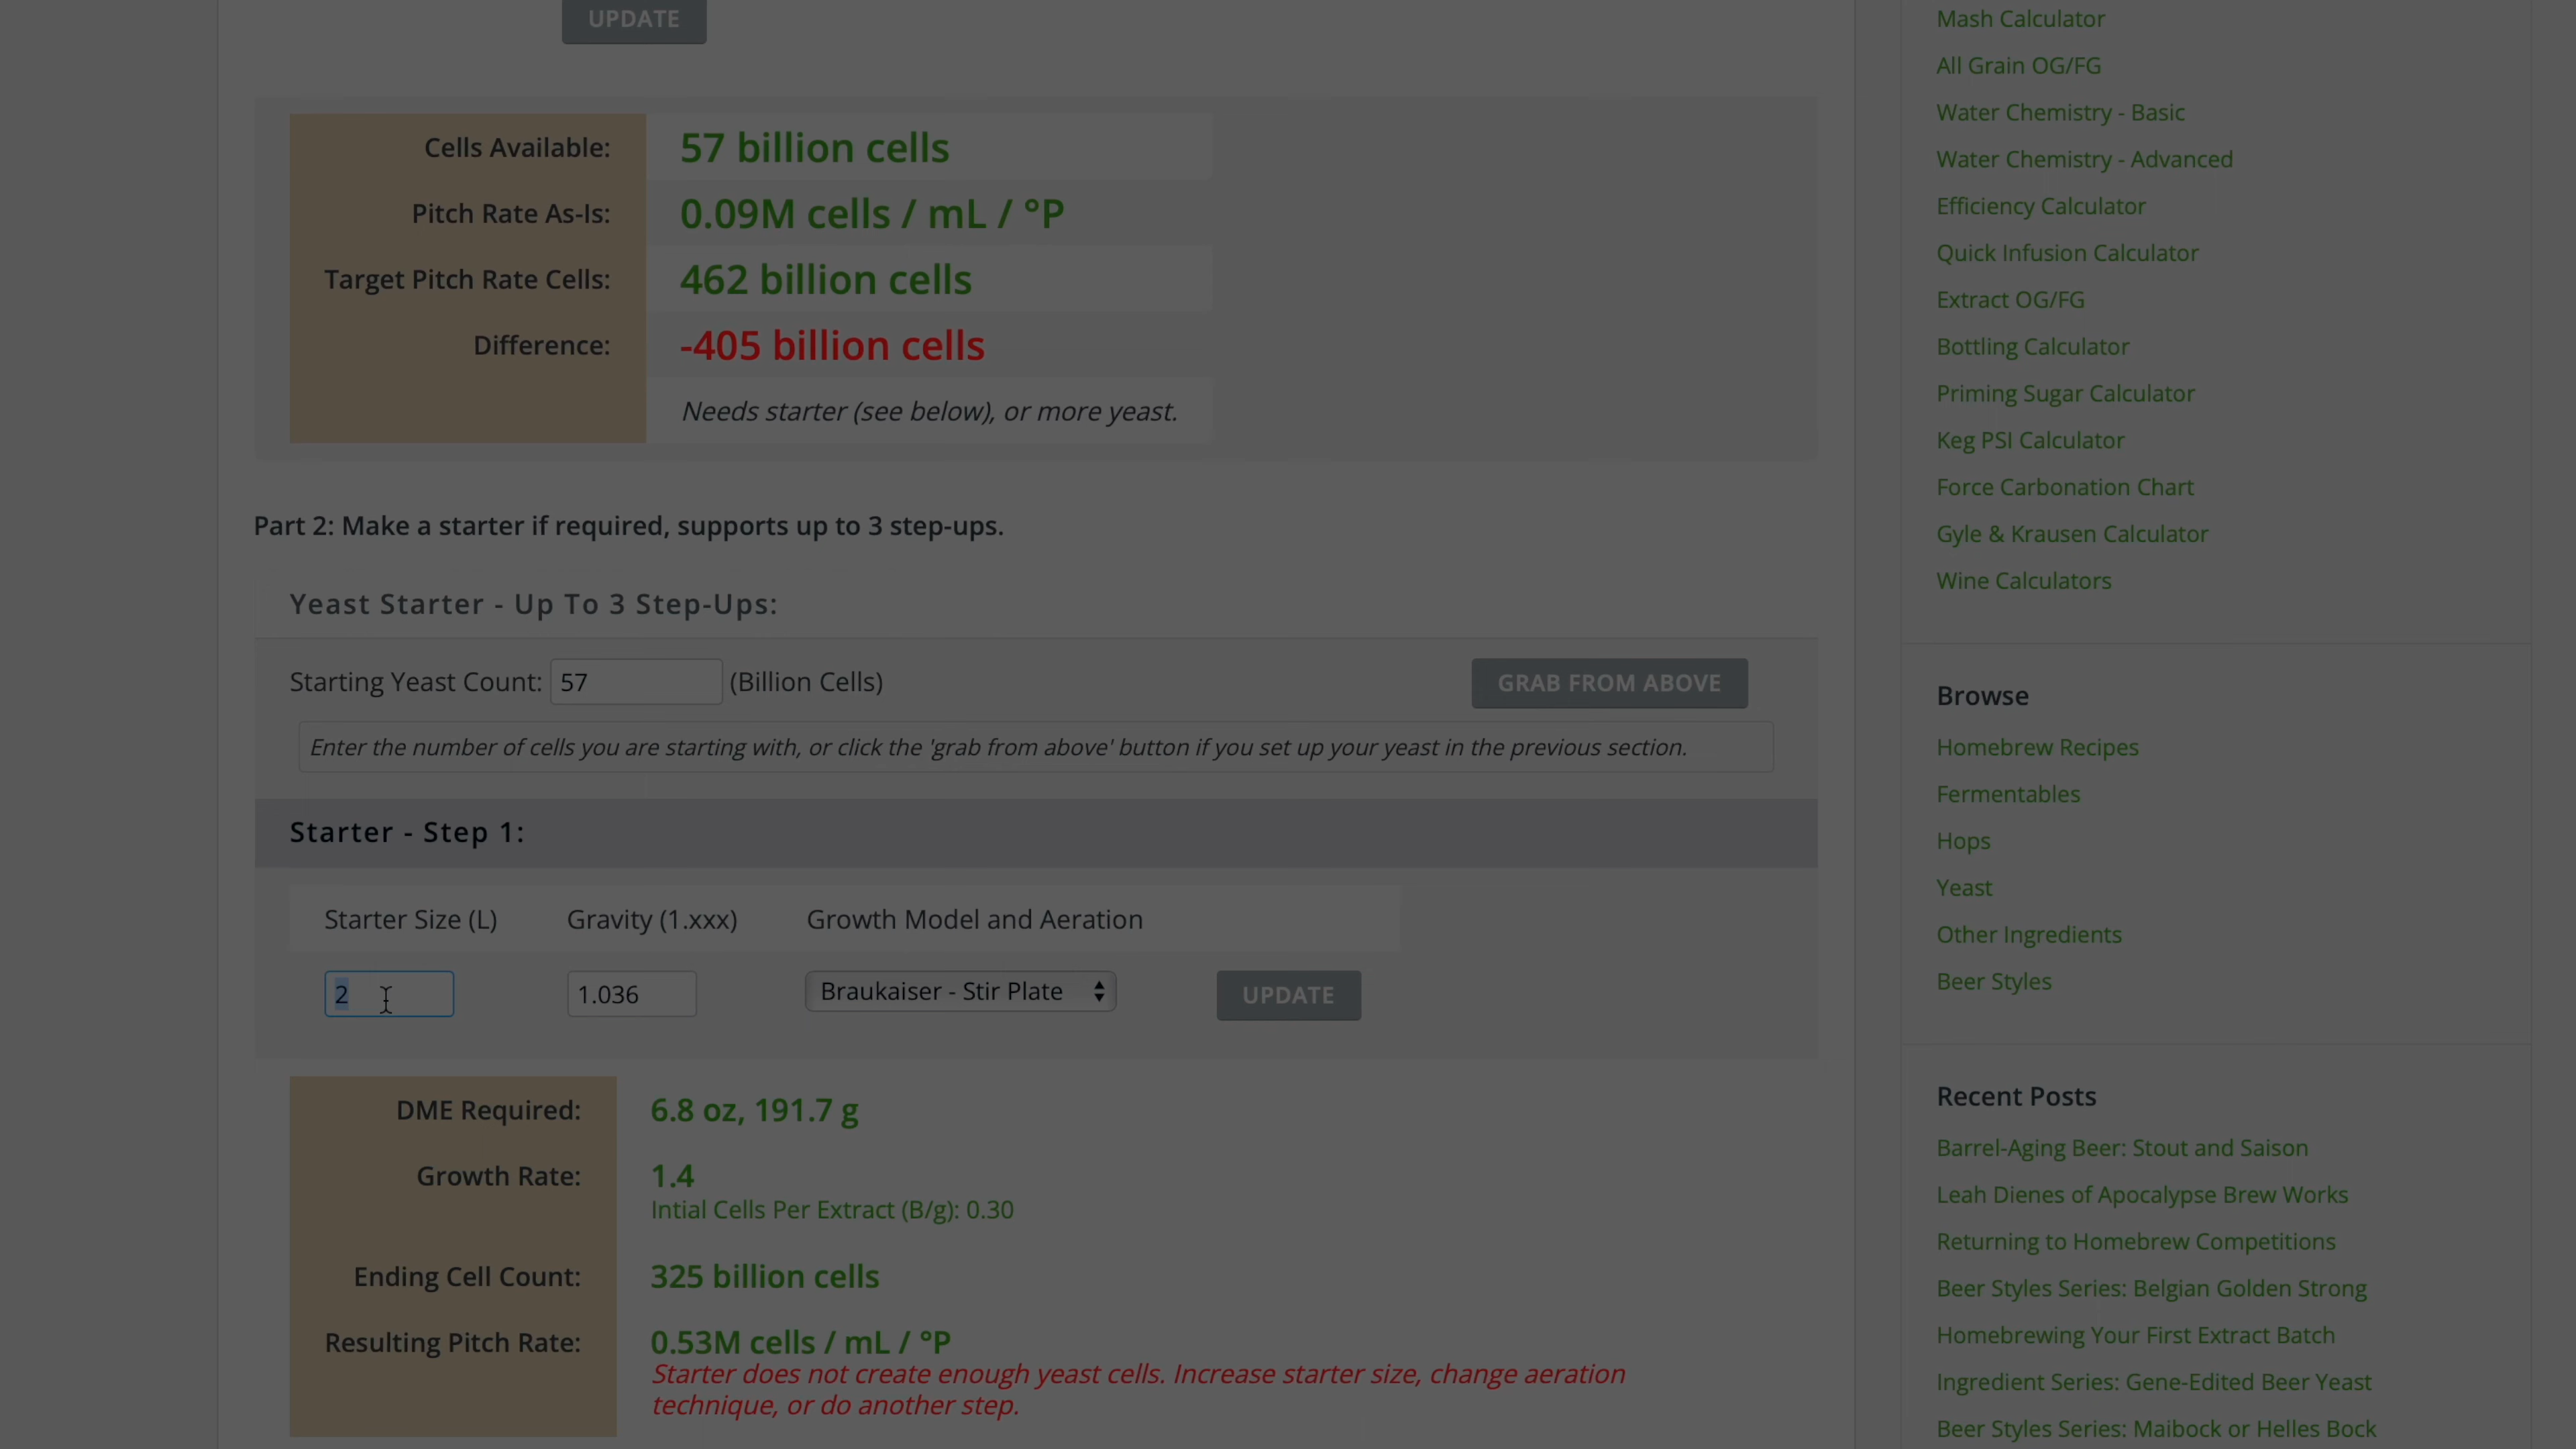 UPDATE
Cells Available: 57 billion cells
Pitch Rate As-Is: 0.09M cells / mL / °P
Target Pitch Rate Cells: 462 billion cells
Difference: -405 billion cells
Needs starter (see below), or more yeast.
Part 2: Make a starter if required, supports up to 3 step-ups.
Yeast Starter - Up To 3 Step-Ups:
Starting Yeast Count: 57 (Billion Cells) GRAB FROM ABOVE
Enter the number of cells you are starting with, or click the 'grab from above' button if you set up your yeast in the previous section.
Starter - Step 1:
Starter Size (L) Gravity (1.xxx) Growth Model and Aeration
2 1.036 Braukaiser - Stir Plate UPDATE
DME Required: 6.8 oz, 191.7 g
Growth Rate: 1.4
Intial Cells Per Extract (B/g): 0.30
Ending Cell Count: 325 billion cells
Resulting Pitch Rate: 0.53M cells / mL / °P
Starter does not create enough yeast cells. Increase starter size, change aeration
technique, or do another step.
Mash Calculator
All Grain OG/FG
Water Chemistry - Basic
Water Chemistry - Advanced
Efficiency Calculator
Quick Infusion Calculator
Extract OG/FG
Bottling Calculator
Priming Sugar Calculator
Keg PSI Calculator
Force Carbonation Chart
Gyle & Krausen Calculator
Wine Calculators
Browse
Homebrew Recipes
Fermentables
Hops
Yeast
Other Ingredients
Beer Styles
Recent Posts
Barrel-Aging Beer: Stout and Saison
Leah Dienes of Apocalypse Brew Works
Returning to Homebrew Competitions
Beer Styles Series: Belgian Golden Strong
Homebrewing Your First Extract Batch
Ingredient Series: Gene-Edited Beer Yeast
Beer Styles Series: Maibock or Helles Bock